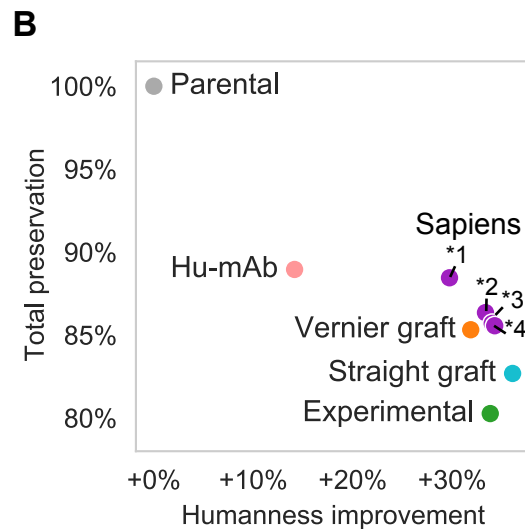 B
Total preservation
100%
95%
90%
85%
80%
Parental
Sapiens
*1
Hu-mAb
*2
*3
Vernier graft
*4
Straight graft
Experimental
+0%
+10%
+20%
+30%
Humanness improvement